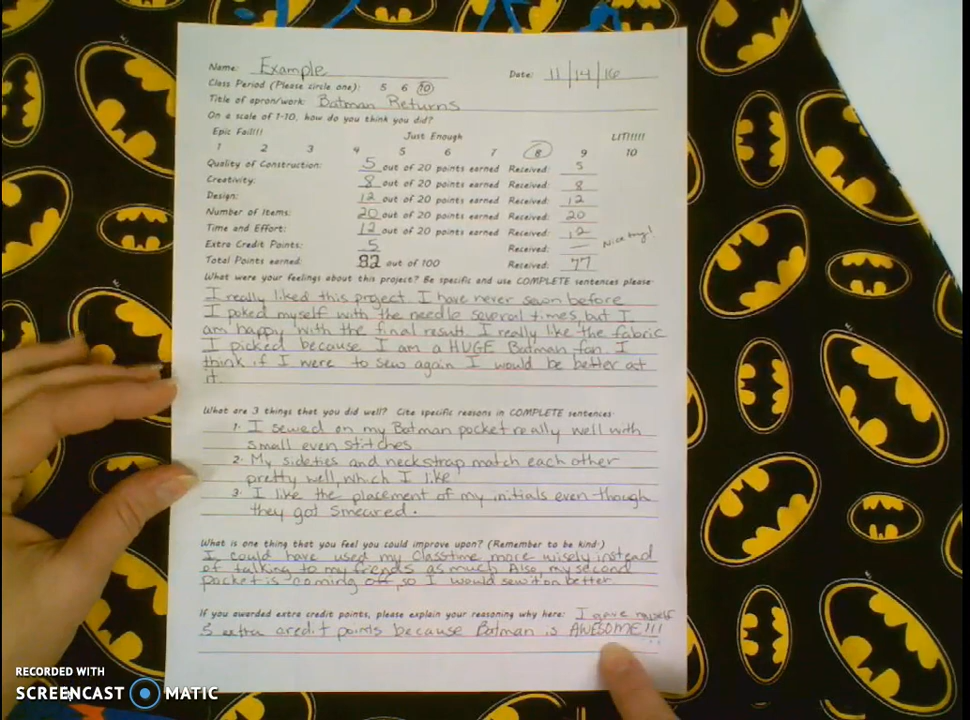 Name: Example Date: 11/14/16
Class Period (Please circle one): 5 6 10
Title of apron/work: Batman Returns
On a scale of 1-10, how do you think you did?
Epic Fail!!! Just Enough LIT!!!!!
1 2 3 4 5 6 7 8 9 10
Quality of Construction: 5 out of 20 points earned Received: 5
Creativity: 8 out of 20 points earned Received: 8
Design: 12 out of 20 points earned Received: 12
Number of Items: 20 out of 20 points earned Received: 20
Time and Effort: 12 out of 20 points earned Received: 12
Extra Credit Points: 5 Received: — Nice try!
Total Points earned: 82 out of 100 Received: 77
What were your feelings about this project? Be specific and use COMPLETE sentences please:
I really liked this project. I have never sewn before
I poked myself with the needle several times, but I
am happy with the final result. I really like the fabric
I picked because I am a HUGE Batman fan. I
think if I were to sew again I would be better at
it.
What are 3 things that you did well? Cite specific reasons in COMPLETE sentences:
1. I sewed on my Batman pocket really well with
small even stitches
2. My sideties and neckstrap match each other
pretty well, which I like
3. I like the placement of my initials even though
they got smeared.
What is one thing that you feel you could improve upon? (Remember to be kind:)
I could have used my classtime more wisely instead
of talking to my friends as much. Also, my second
pocket is coming off, so I would sew it on better
If you awarded extra credit points, please explain your reasoning why here: I gave myself
5 extra credit points because Batman is AWESOME!!!
RECORDED WITH
SCREENCAST MATIC